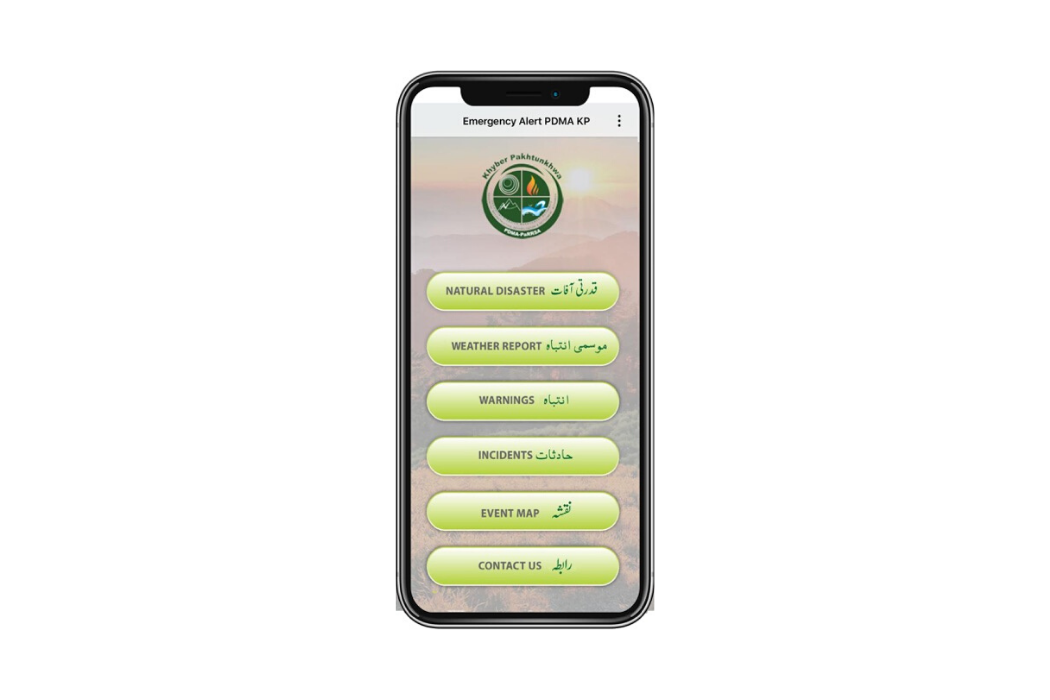 Emergency Alert PDMA KP
Khyber Pakhtunkhwa
PDMA-PaRRSA
NATURAL DISASTER قدرتی آفات
WEATHER REPORT موسمی انتباہ
WARNINGS انتباہ
INCIDENTS حادثات
EVENT MAP نقشہ
CONTACT US رابطہ